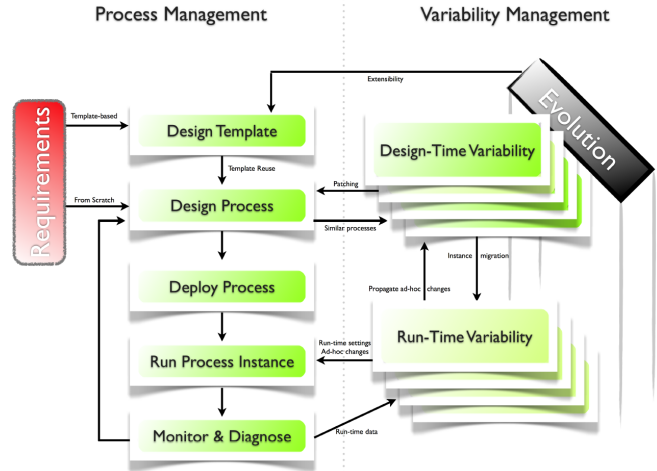 Process Management
Variability Management
Extensibility
Evolution
Requirements
Template-based
Design Template
Design-Time Variability
Template Reuse
Patching
From Scratch
Design Process
Similar processes
Instance migration
Deploy Process
Propagate ad-hoc changes
Run-time settings
Ad-hoc changes
Run-Time Variability
Run Process Instance
Monitor & Diagnose
Run-time data